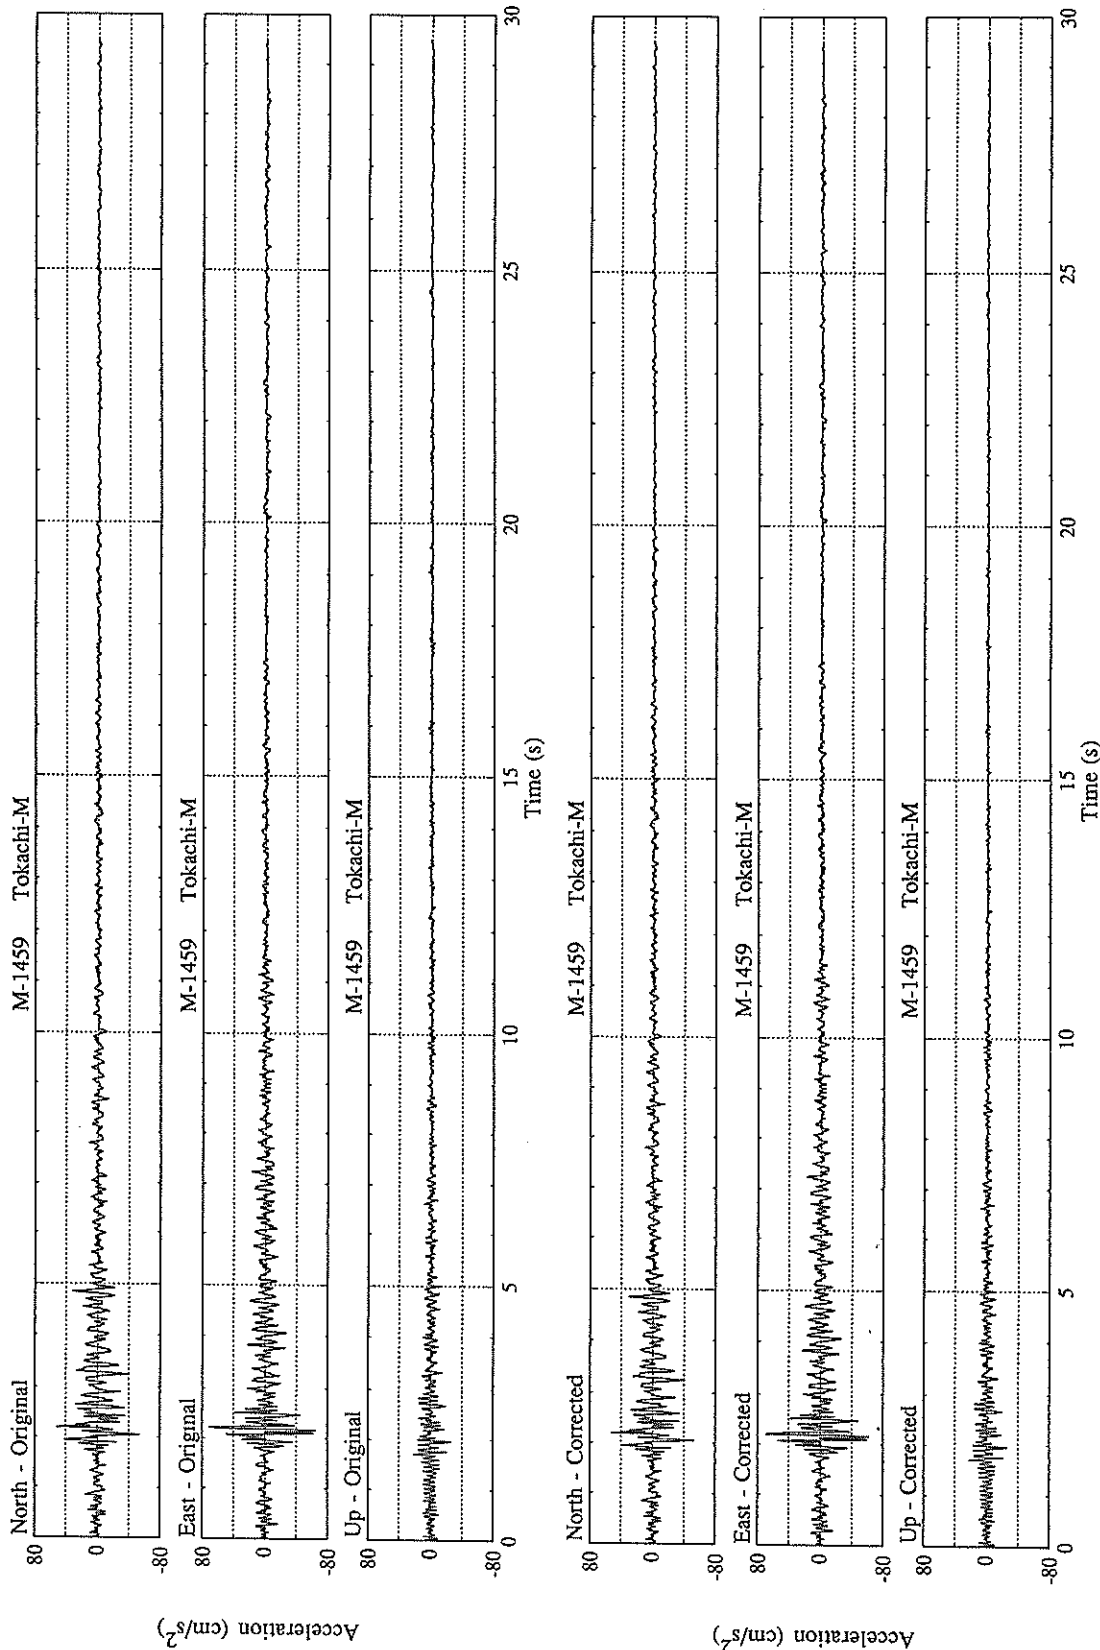 North - Original M-1459 Tokachi-M
80
0
-80
East - Original M-1459 Tokachi-M
80
0
-80
Up - Original M-1459 Tokachi-M
80
0
-80
0 5 10 15 20 25 30
Time (s)
Acceleration (cm/s²)
North - Corrected M-1459 Tokachi-M
80
0
-80
East - Corrected M-1459 Tokachi-M
80
0
-80
Up - Corrected M-1459 Tokachi-M
80
0
-80
0 5 10 15 20 25 30
Time (s)
Acceleration (cm/s²)